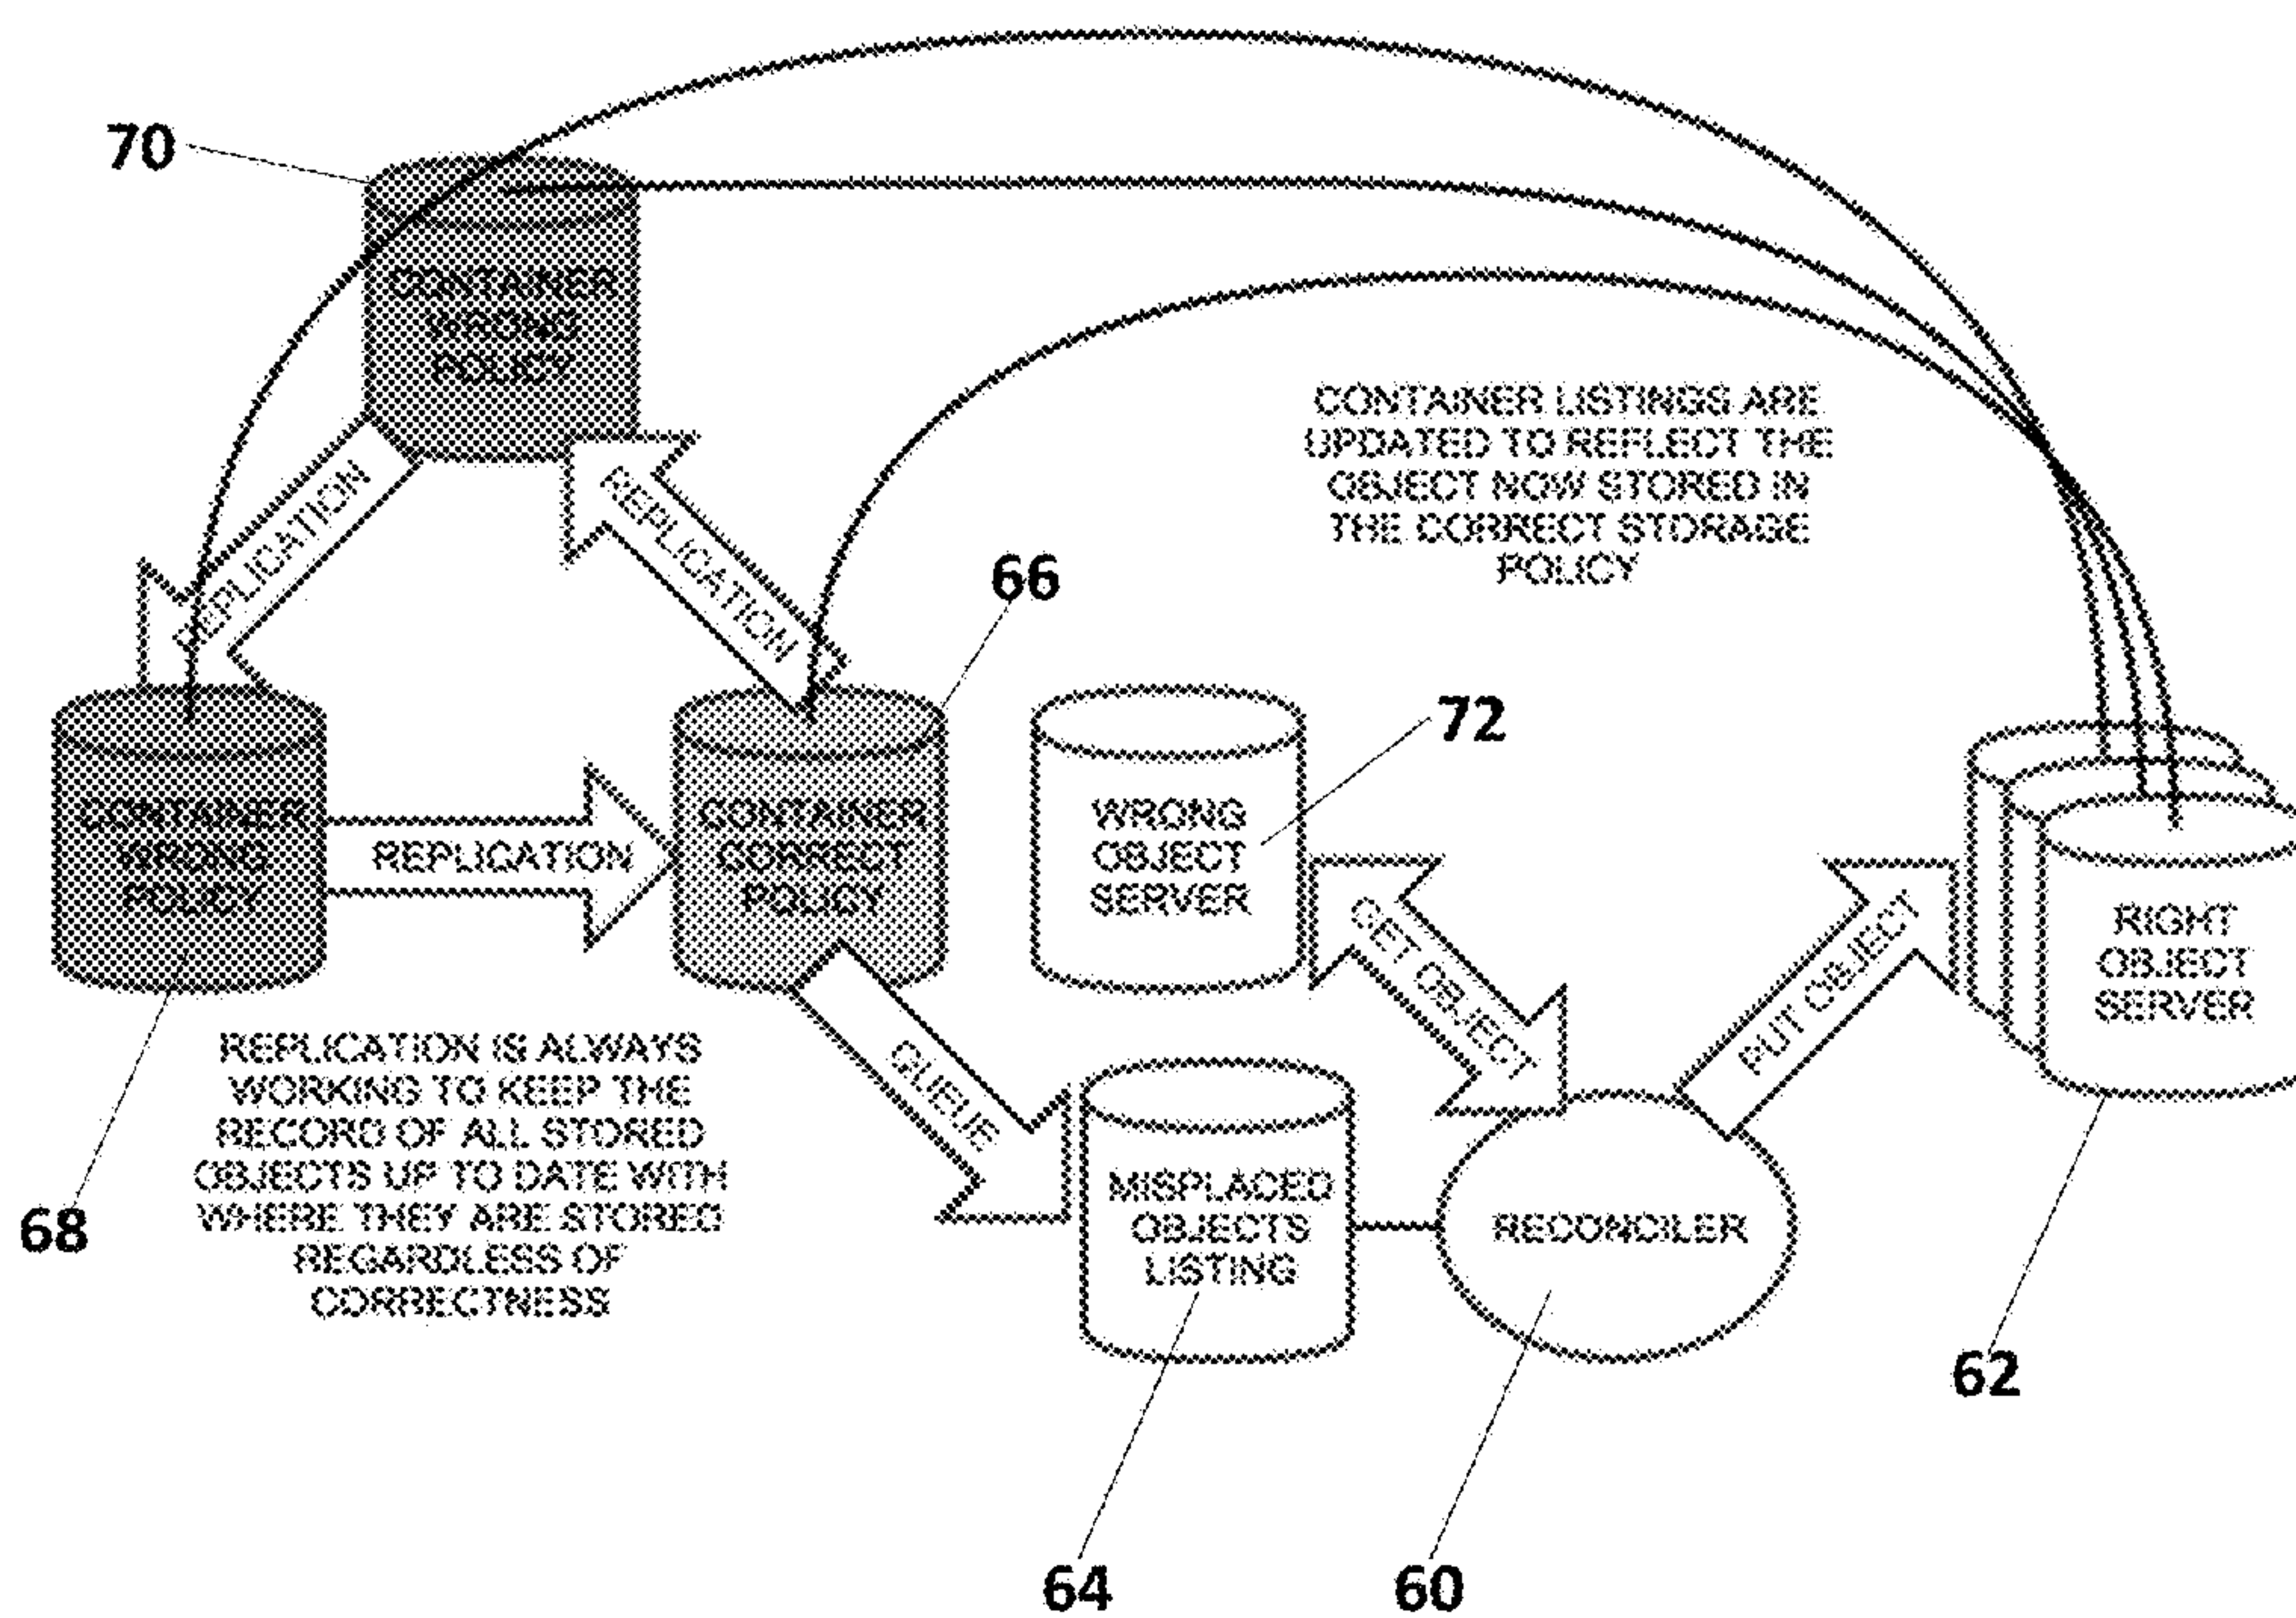 70
CONTAINER
WRONG
POLICY
REPLICATION
REPLICATION
CONTAINER LISTINGS ARE
UPDATED TO REFLECT THE
OBJECT NOW STORED IN
THE CORRECT STORAGE
POLICY
66
72
CONTAINER
WRONG
POLICY
REPLICATION
CONTAINER
CORRECT
POLICY
WRONG
OBJECT
SERVER
GET OBJECT
PUT OBJECT
RIGHT
OBJECT
SERVER
REPLICATION IS ALWAYS
WORKING TO KEEP THE
RECORD OF ALL STORED
OBJECTS UP TO DATE WITH
WHERE THEY ARE STORED
REGARDLESS OF
CORRECTNESS
68
QUEUE
MISPLACED
OBJECTS
LISTING
RECONCILER
62
64
60